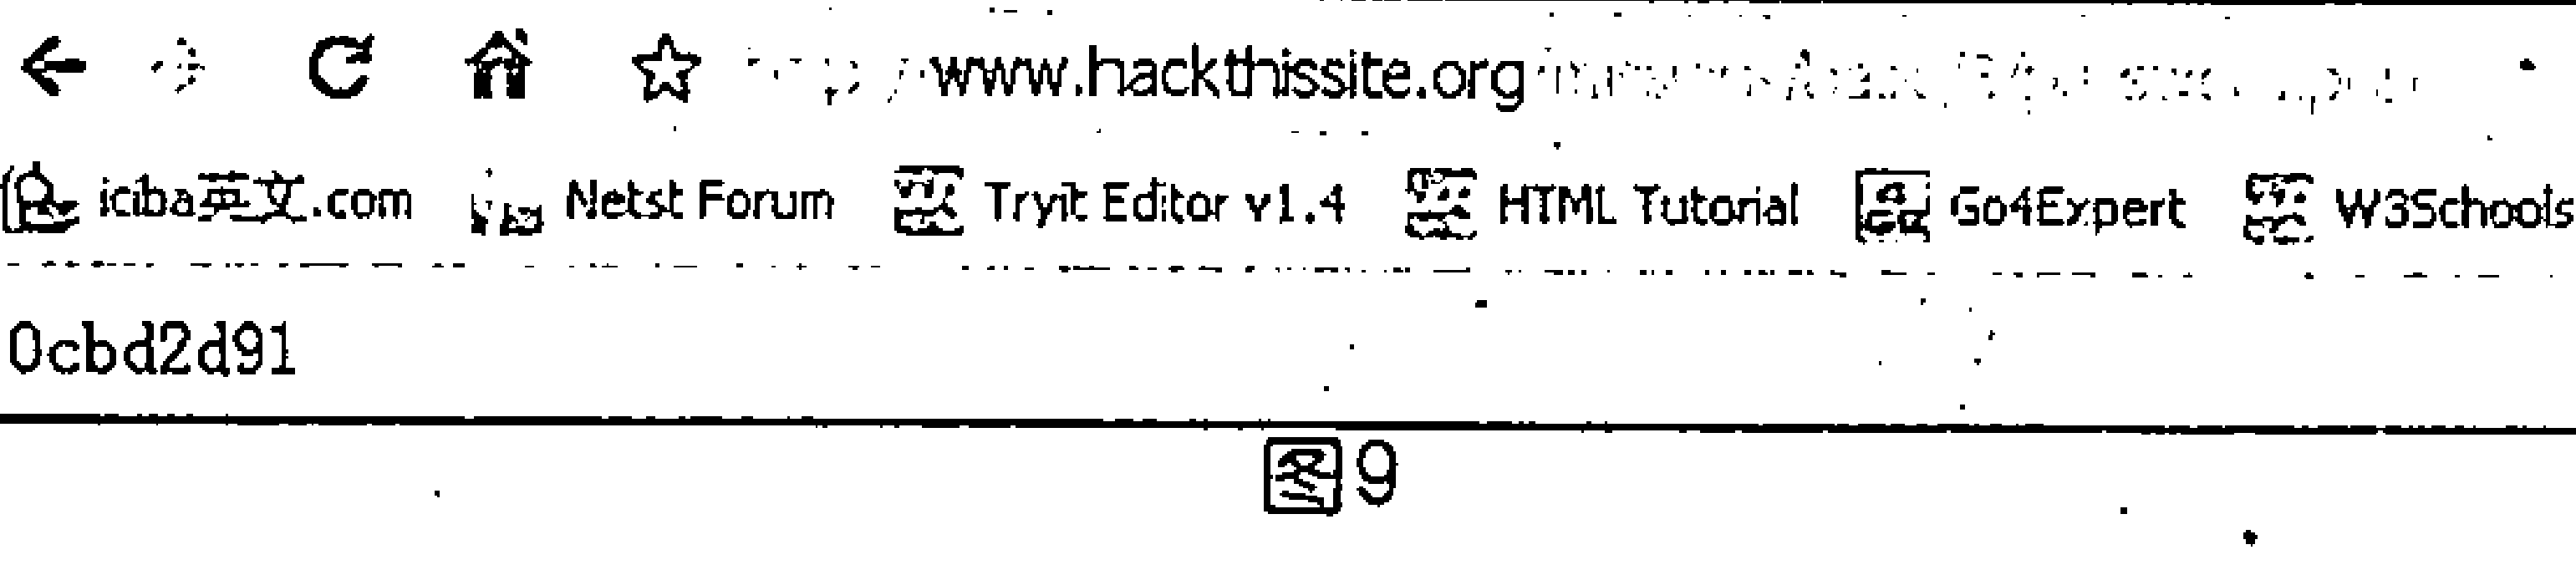 www.hackthissite.org
iciba英文.com Netst Forum Tryit Editor v1.4 HTML Tutorial Go4Expert W3Schools
0cbd2d91
图9